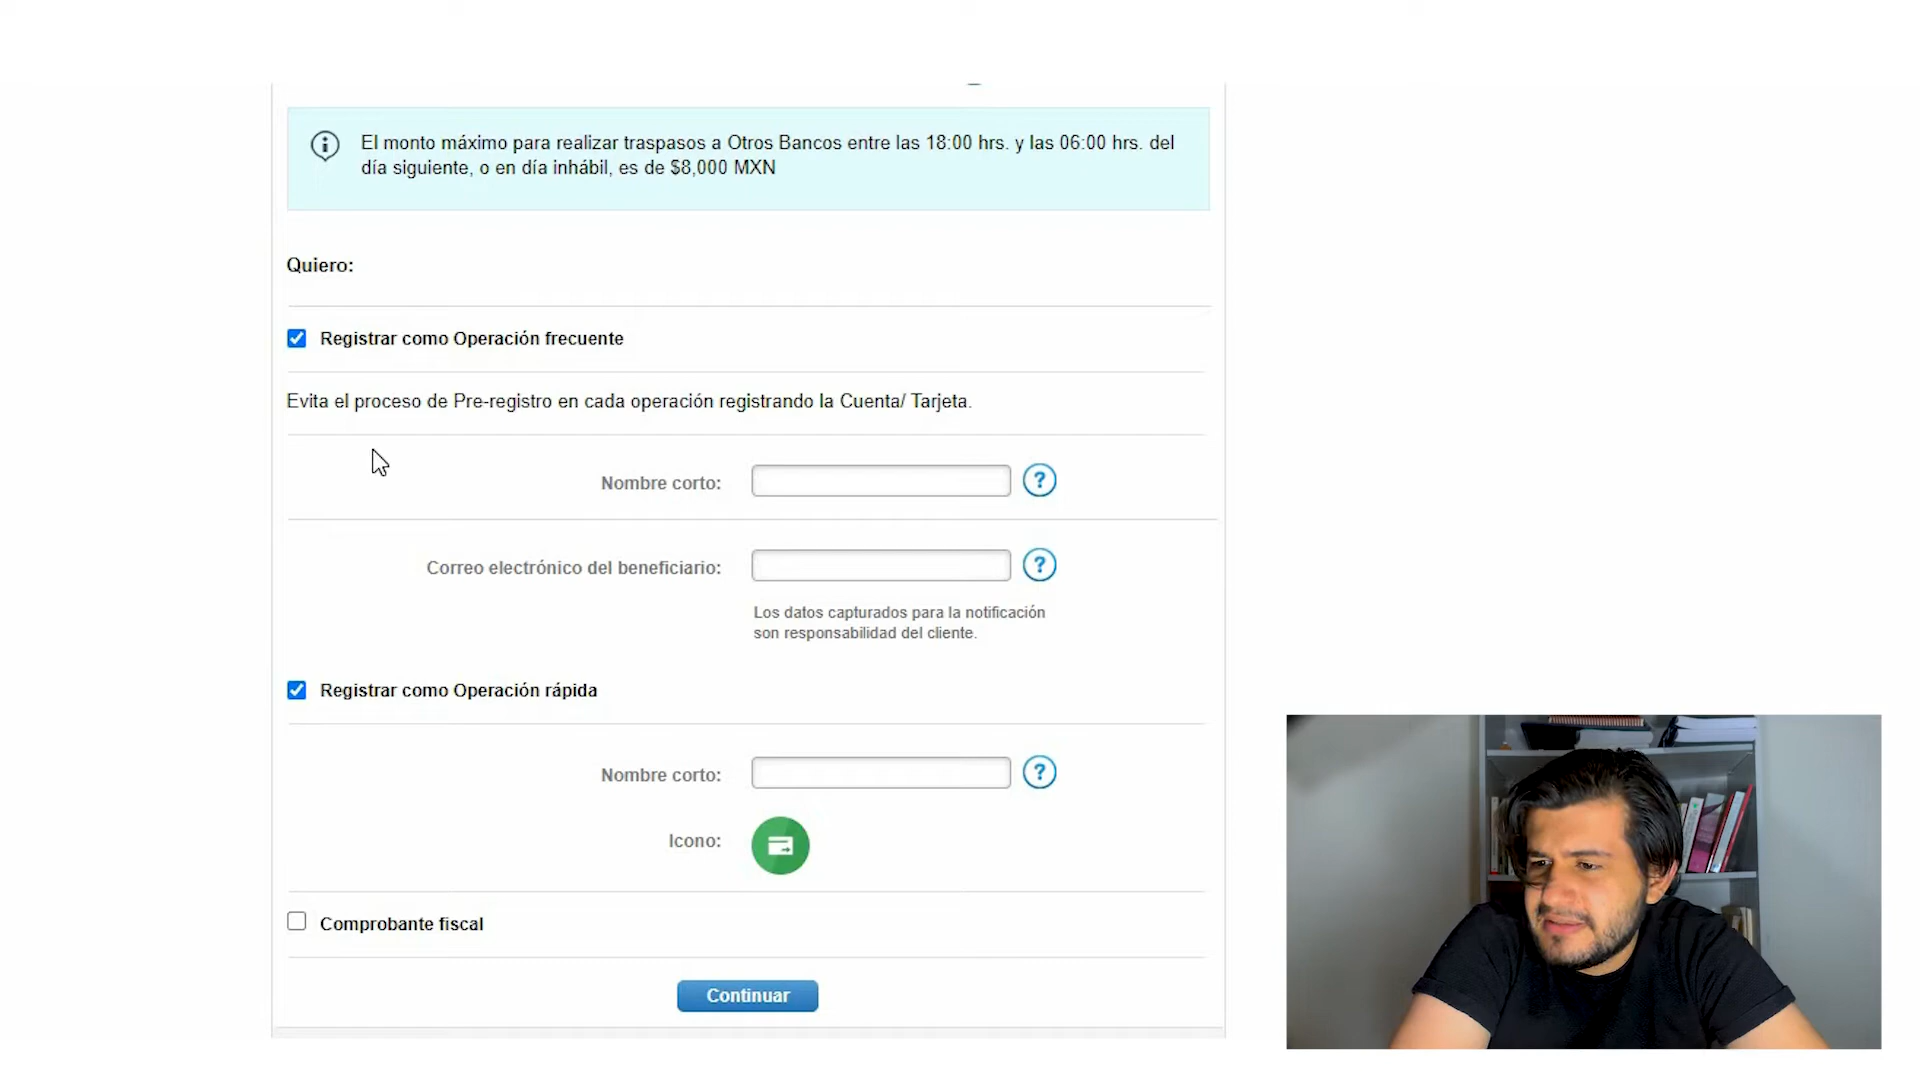 El monto máximo para realizar traspasos a Otros Bancos entre las 18:00 hrs. y las 06:00 hrs. del
día siguiente, o en día inhábil, es de $8,000 MXN
Quiero:
Registrar como Operación frecuente
Evita el proceso de Pre-registro en cada operación registrando la Cuenta/ Tarjeta.
Nombre corto:
?
Correo electrónico del beneficiario:
?
Los datos capturados para la notificación
son responsabilidad del cliente.
Registrar como Operación rápida
Nombre corto:
?
Icono:
Comprobante fiscal
Continuar